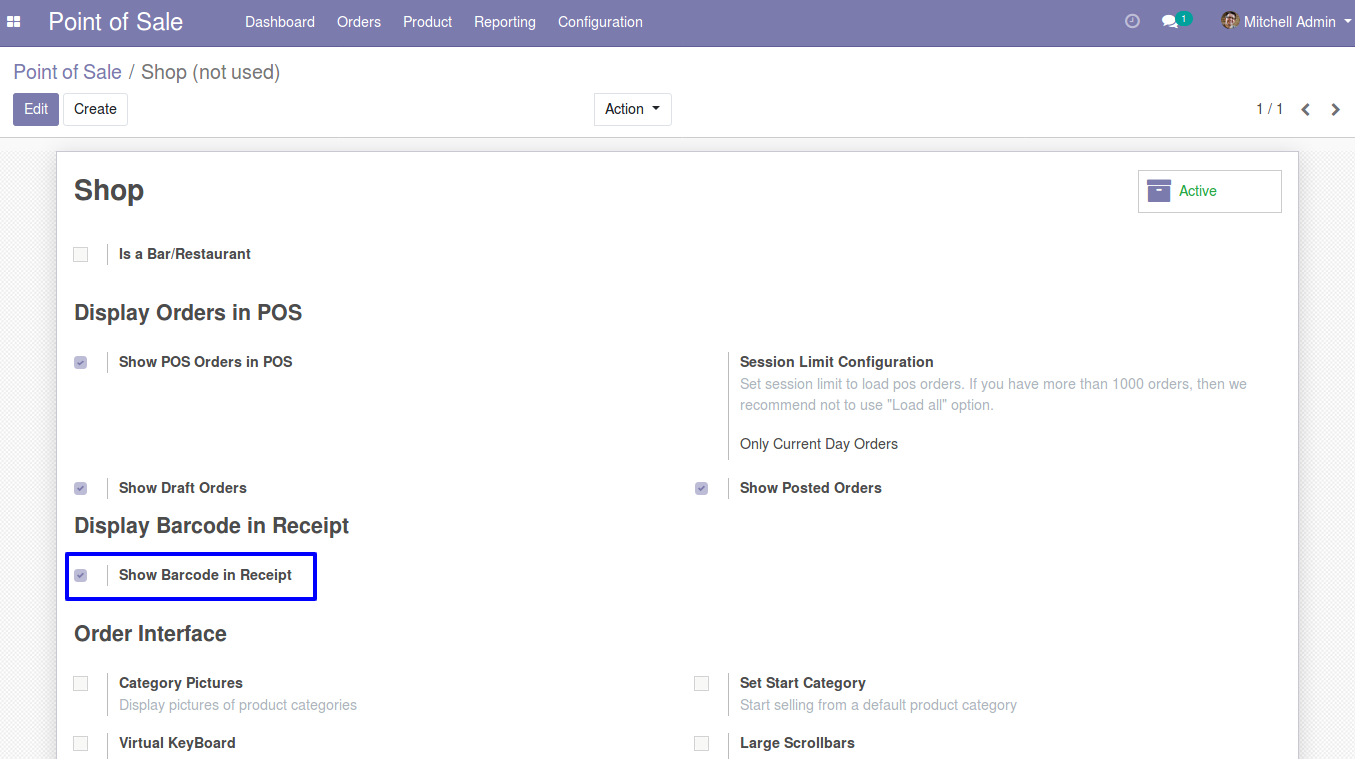 Point of Sale Dashboard Orders Product Reporting Configuration 1 Mitchell Admin
Point of Sale / Shop (not used)
Edit Create Action 1 / 1
Shop
Active
Is a Bar/Restaurant
Display Orders in POS
Show POS Orders in POS
Session Limit Configuration
Set session limit to load pos orders. If you have more than 1000 orders, then we
recommend not to use "Load all" option.
Only Current Day Orders
Show Draft Orders
Show Posted Orders
Display Barcode in Receipt
Show Barcode in Receipt
Order Interface
Category Pictures
Display pictures of product categories
Set Start Category
Start selling from a default product category
Virtual KeyBoard
Large Scrollbars